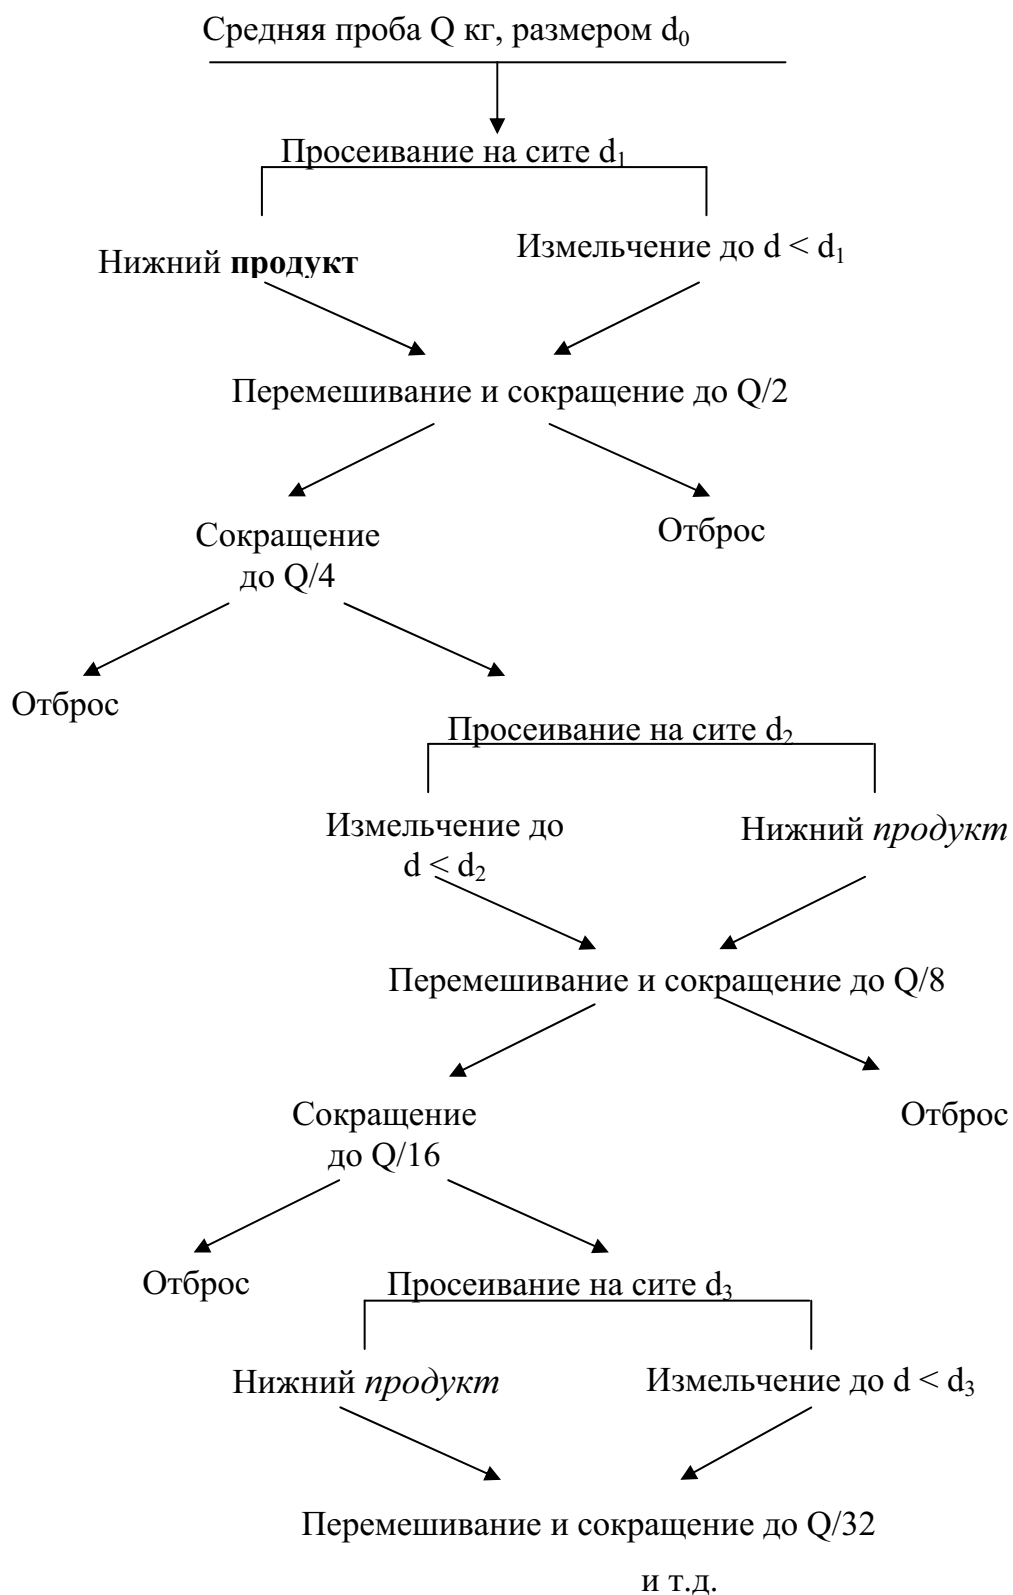 Средняя проба Q кг, размером d₀
Просеивание на сите d₁
Нижний продукт
Измельчение до d < d₁
Перемешивание и сокращение до Q/2
Сокращение
до Q/4
Отброс
Отброс
Просеивание на сите d₂
Измельчение до
d < d₂
Нижний продукт
Перемешивание и сокращение до Q/8
Сокращение
до Q/16
Отброс
Отброс
Просеивание на сите d₃
Нижний продукт
Измельчение до d < d₃
Перемешивание и сокращение до Q/32
и т.д.